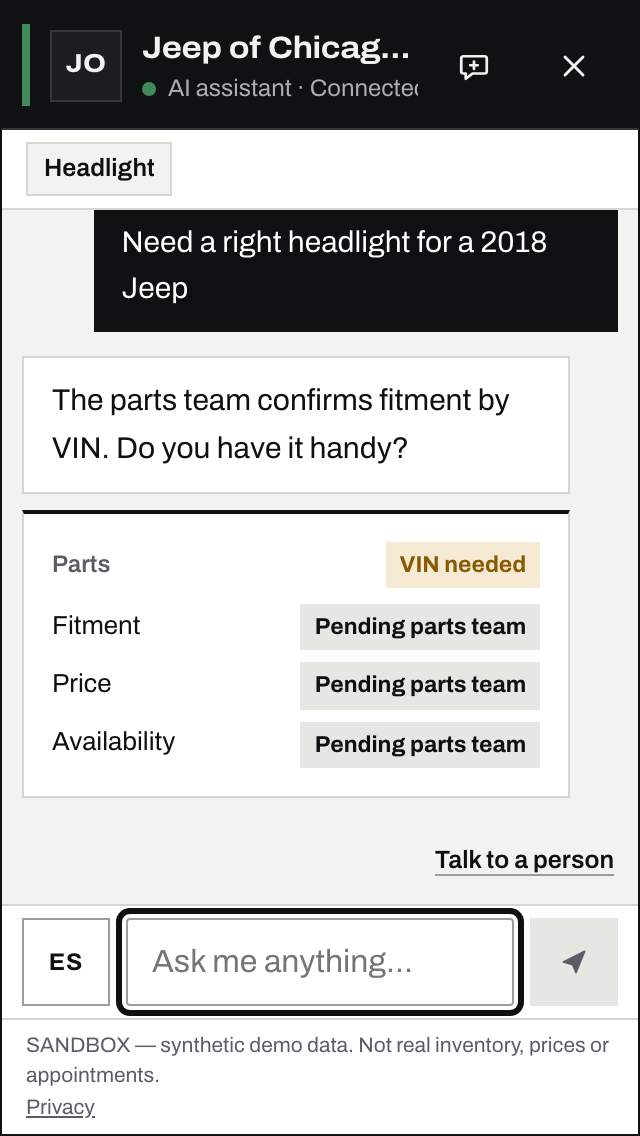 JO
Jeep of Chicag...
AI assistant · Connected
Headlight
Need a right headlight for a 2018
Jeep
The parts team confirms fitment by
VIN. Do you have it handy?
Parts
VIN needed
Fitment
Pending parts team
Price
Pending parts team
Availability
Pending parts team
Talk to a person
ES
Ask me anything...
SANDBOX — synthetic demo data. Not real inventory, prices or
appointments.
Privacy